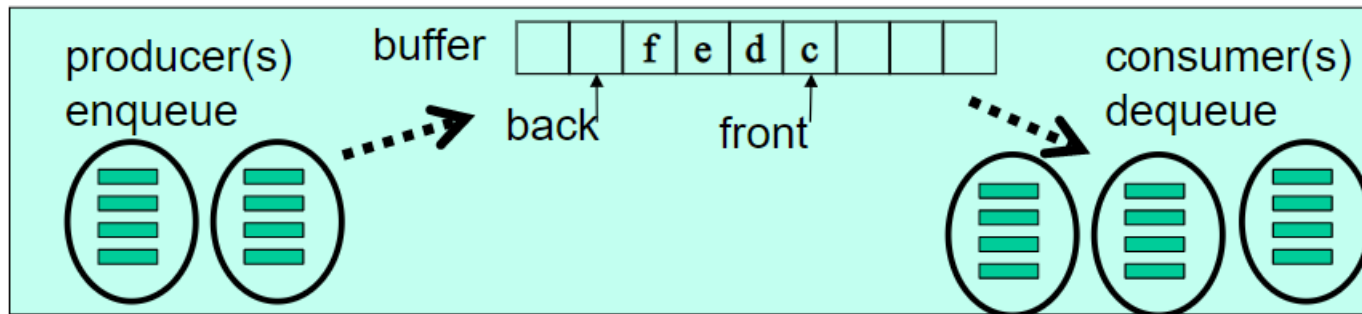 producer(s)
enqueue
buffer
f e d c
back
front
consumer(s)
dequeue